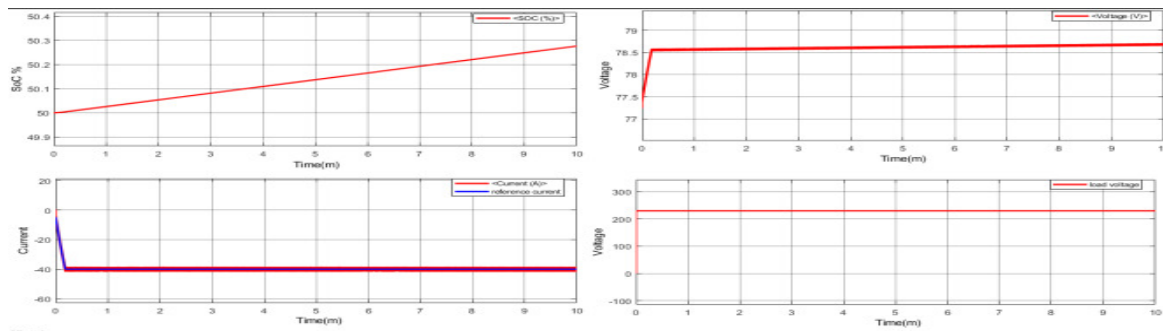 <SOC (%)>
50.4
50.3
50.2
50.1
50
49.9
SoC %
0 1 2 3 4 5 6 7 8 9 10
Time(m)
<Voltage (V)>
79
78.5
78
77.5
77
Voltage
0 1 2 3 4 5 6 7 8 9 10
Time(m)
<Current (A)>
reference current
20
0
-20
-40
-60
Current
0 1 2 3 4 5 6 7 8 9 10
Time(m)
load voltage
300
200
100
0
-100
Voltage
0 1 2 3 4 5 6 7 8 9 10
Time(m)